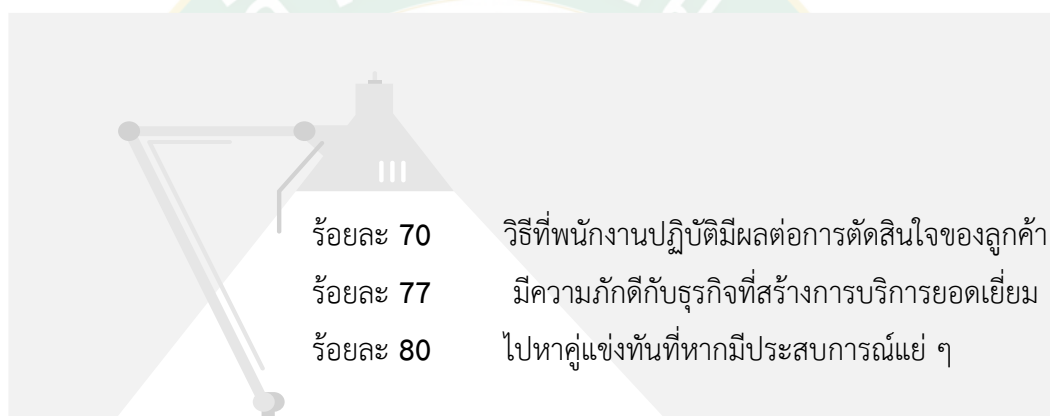 ร้อยละ 70 วิธีที่พนักงานปฏิบัติมีผลต่อการตัดสินใจของลูกค้า
ร้อยละ 77 มีความภักดีกับธุรกิจที่สร้างการบริการยอดเยี่ยม
ร้อยละ 80 ไปหาคู่แข่งทันที่หากมีประสบการณ์แย่ ๆ